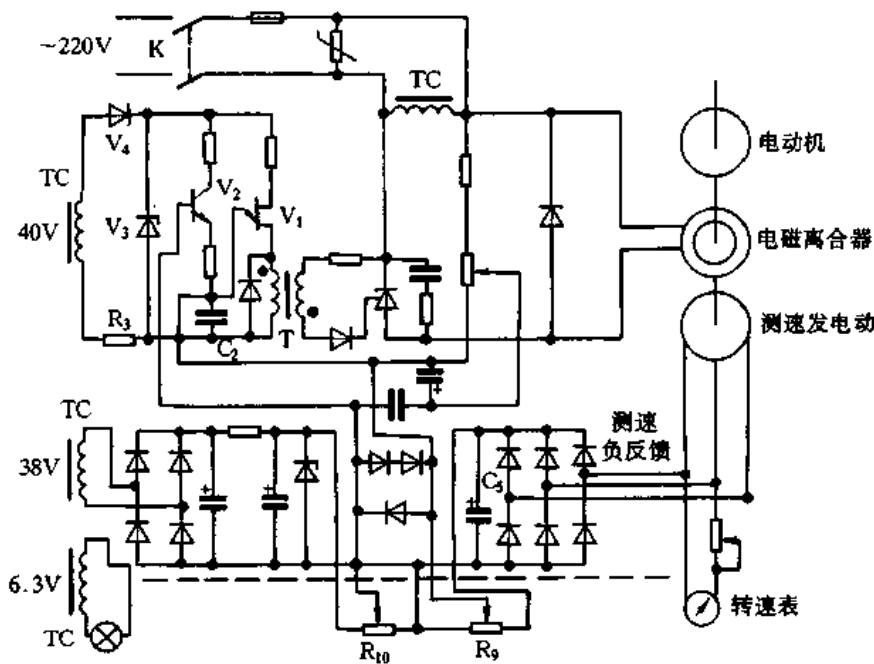 ~220V
K
TC
电动机
V4
TC
V2
V3
V1
40V
电磁离合器
R3
C2
T
测速发电动
TC
测速
负反馈
38V
C5
6.3V
TC
R10
R9
转速表